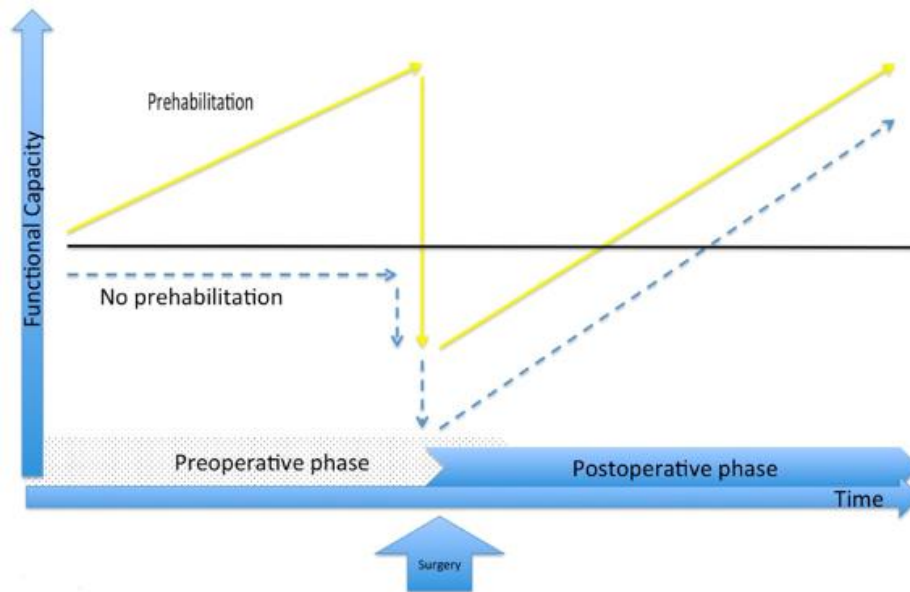 Prehabilitation
Functional Capacity
No prehabilitation
Preoperative phase
Postoperative phase
Time
Surgery